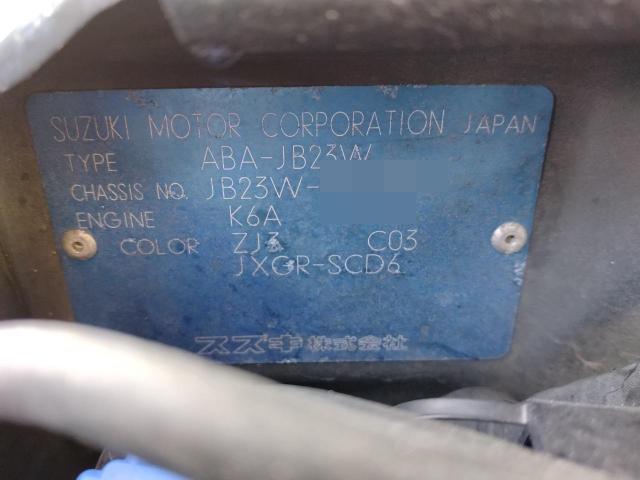 SUZUKI MOTOR CORPORATION JAPAN
TYPE ABA-JB23W
CHASSIS NO. JB23W-
ENGINE K6A
COLOR ZJ3 C03
JXGR-SCD6
スズキ株式会社